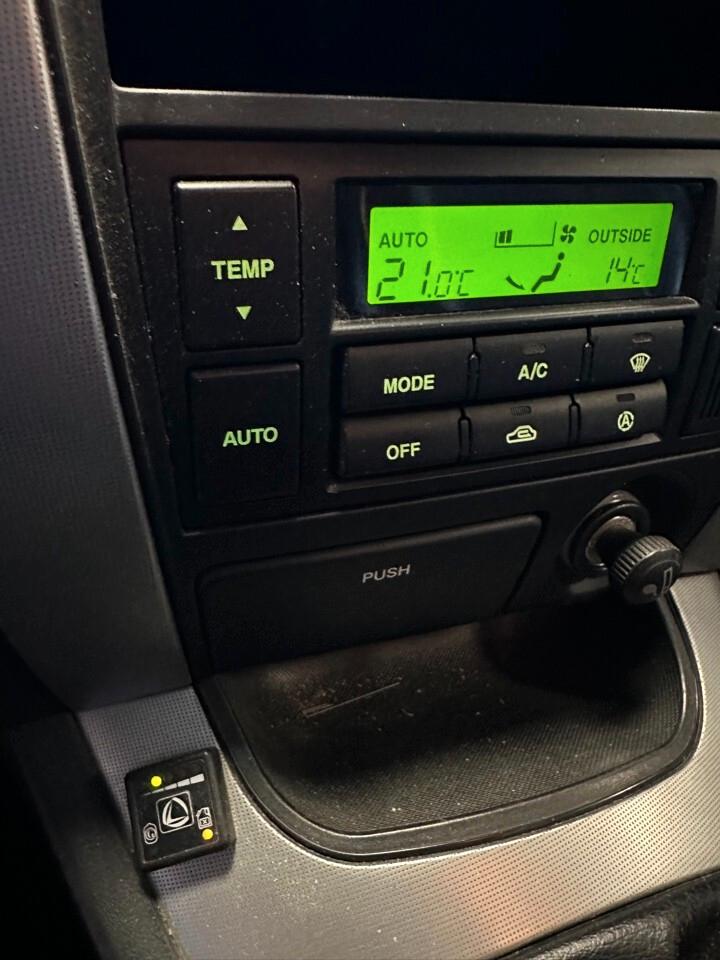 TEMP
AUTO
AUTO OUTSIDE
21.0°C 14°C
MODE A/C
OFF A
PUSH
G